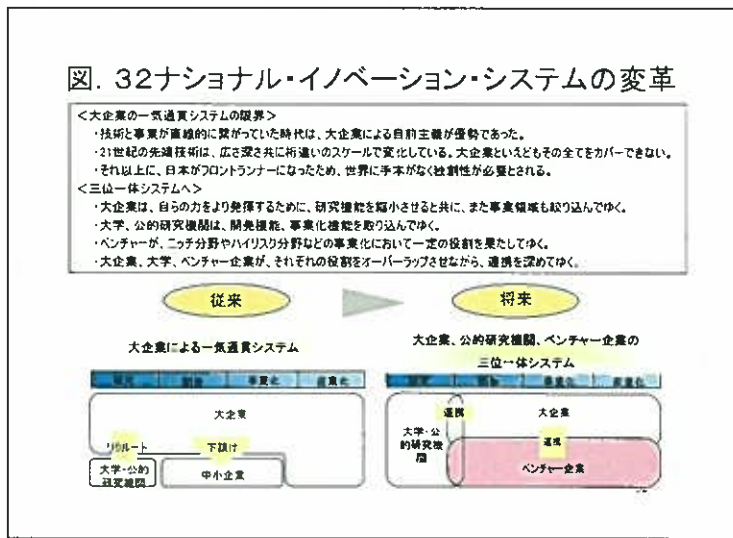 図．32ナショナル・イノベーション・システムの変革
＜大企業の一気通貫システムの限界＞
・技術と事業が直線的に繋がっていた時代は、大企業による自前主義が優勢であった。
・21世紀の先端技術は、広さ深さ共に桁違いのスケールで変化している。大企業といえどもその全てをカバーできない。
・それ以上に、日本がフロントランナーになったため、世界に手本がなく独創性が必要とされる。
＜三位一体システムへ＞
・大企業は、自らの力をより発揮するために、研究機能を縮小させると共に、また事業領域も絞り込んでゆく。
・大学、公的研究機関は、開発機能、事業化機能を取り込んでゆく。
・ベンチャーが、ニッチ分野やハイリスク分野などの事業化において一定の役割を果たしてゆく。
・大企業、大学、ベンチャー企業が、それぞれの役割をオーバーラップさせながら、連携を深めてゆく。
従来
将来
大企業による一気通貫システム
大企業、公的研究機関、ベンチャー企業の
三位一体システム
研究 開発 事業化 産業化
研究 開発 事業化 産業化
大企業
リクルート
下請け
大学・公的
研究機関
中小企業
連携
大企業
大学・公
的研究機
関
連携
ベンチャー企業